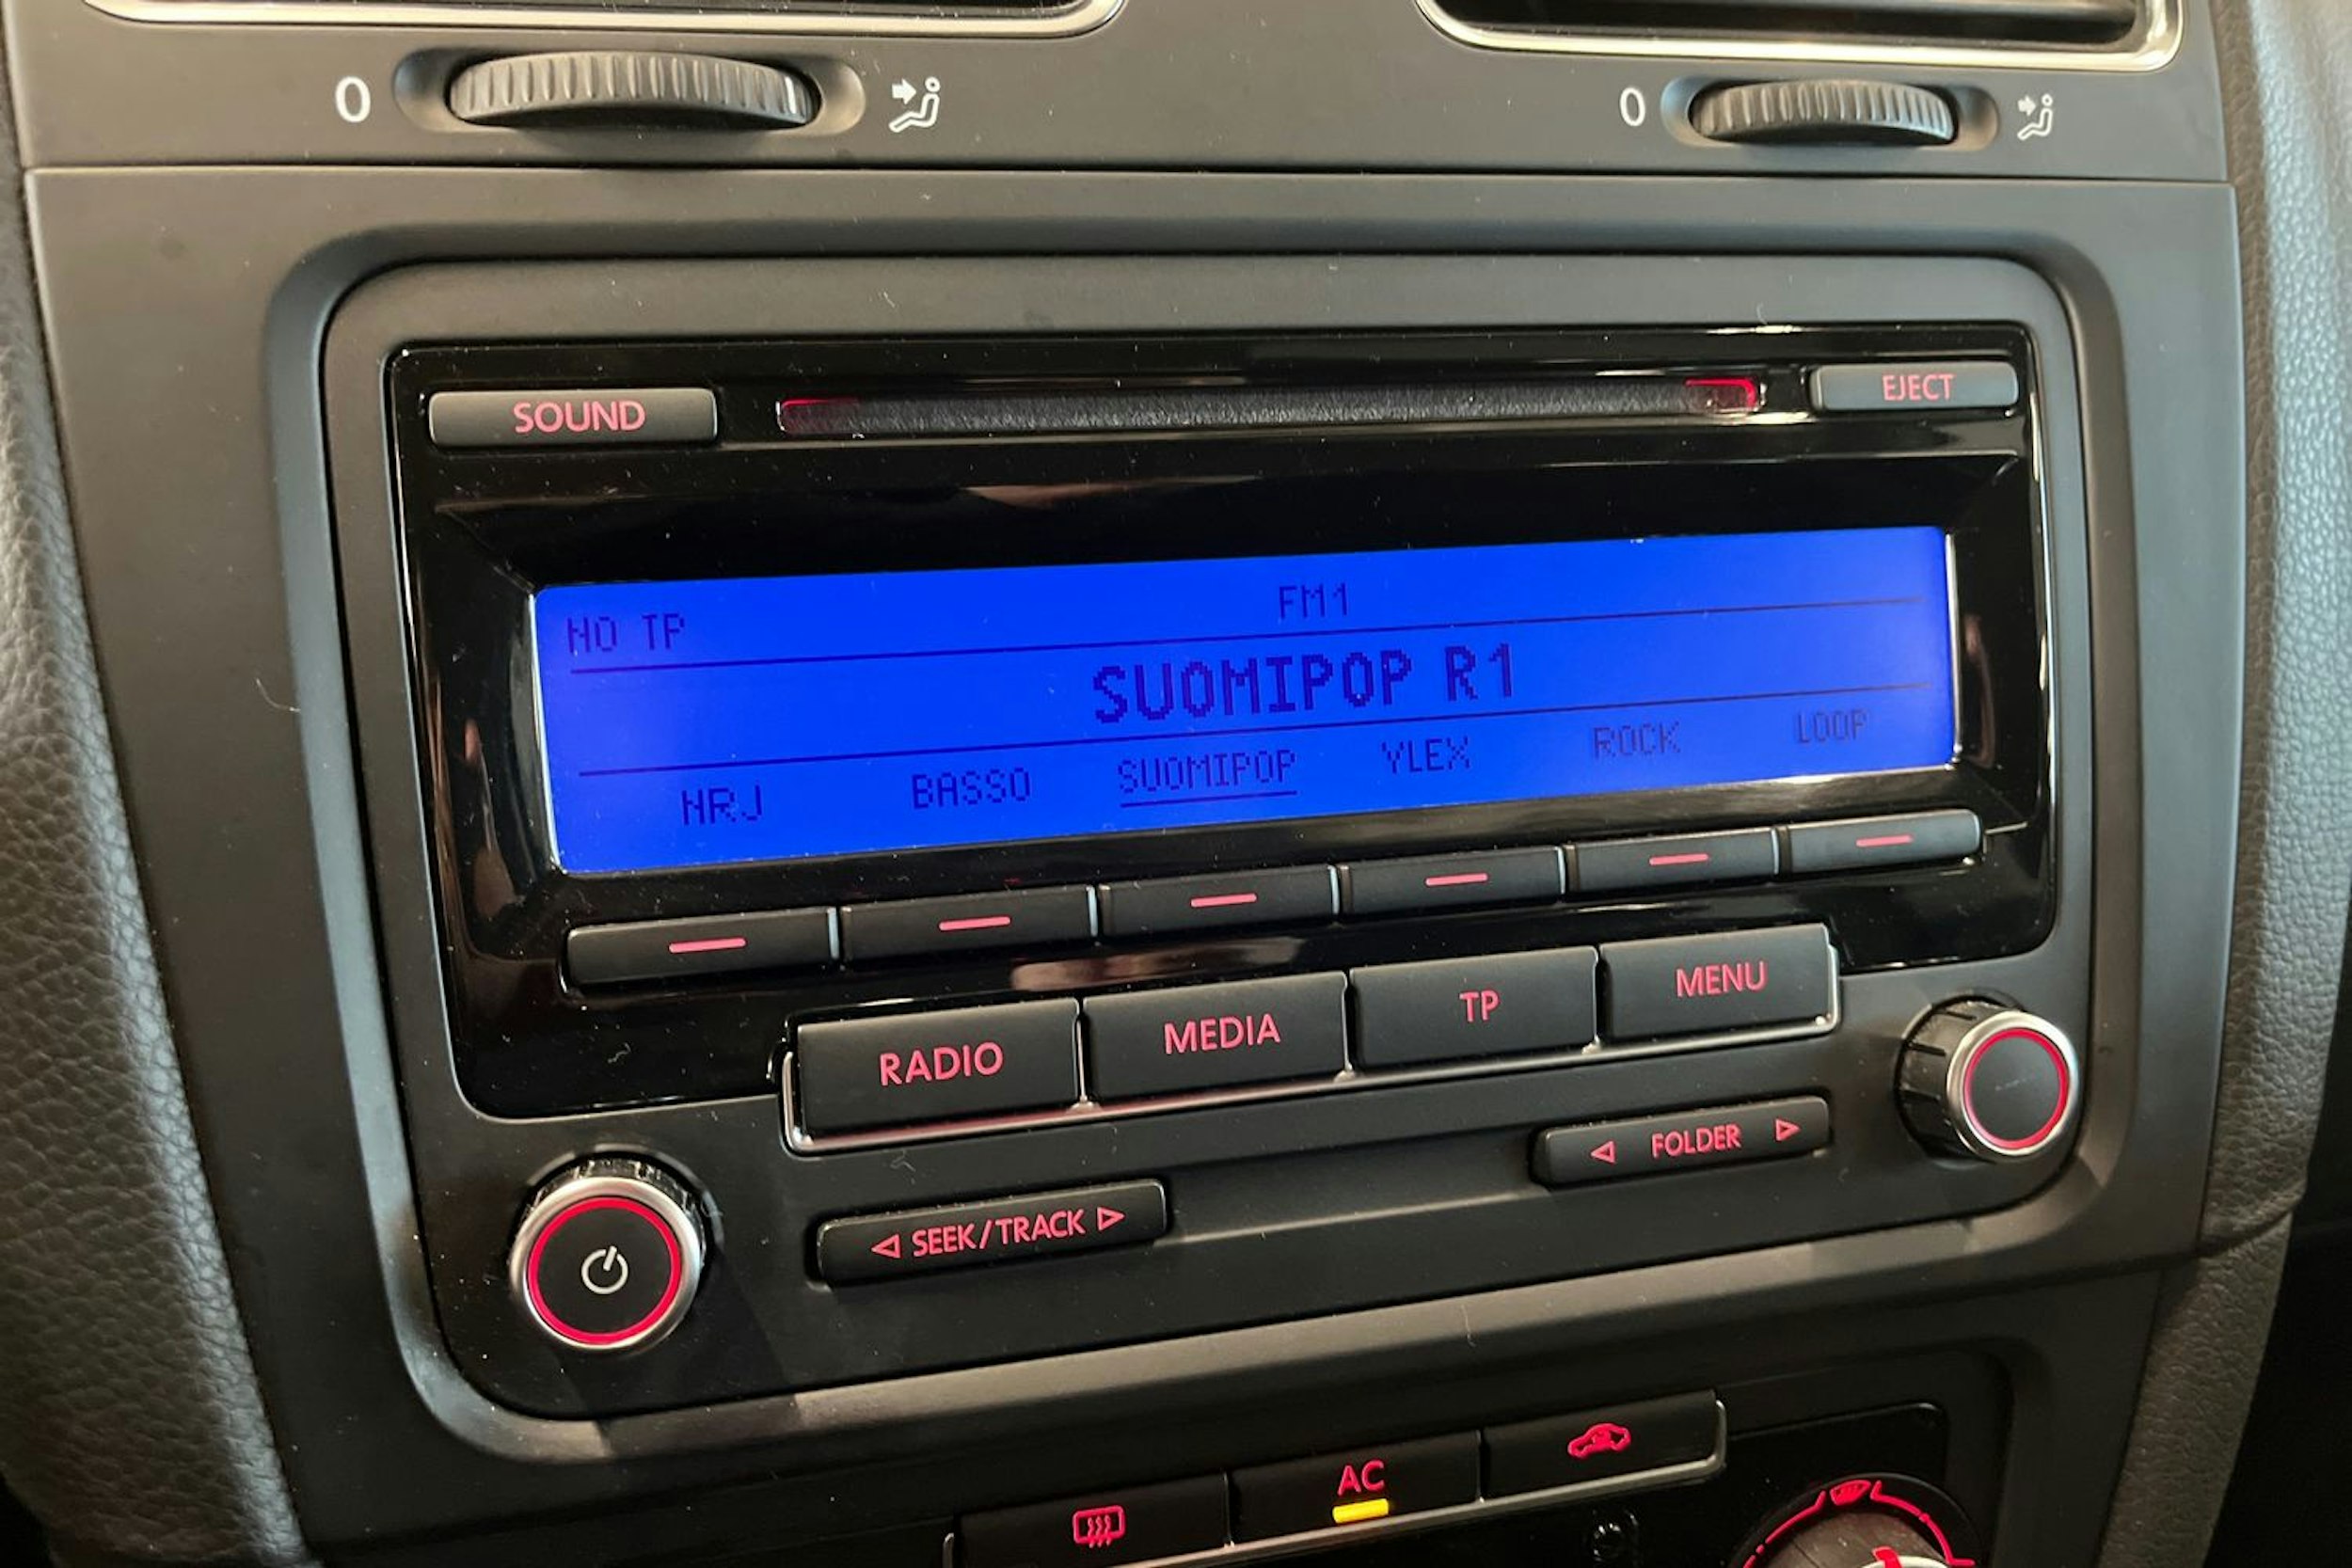 0 0
SOUND EJECT
NO TP FM1
SUOMIPOP R1
NRJ BASSO SUOMIPOP YLEX ROCK LOOP
RADIO MEDIA TP MENU
SEEK/TRACK FOLDER
AC